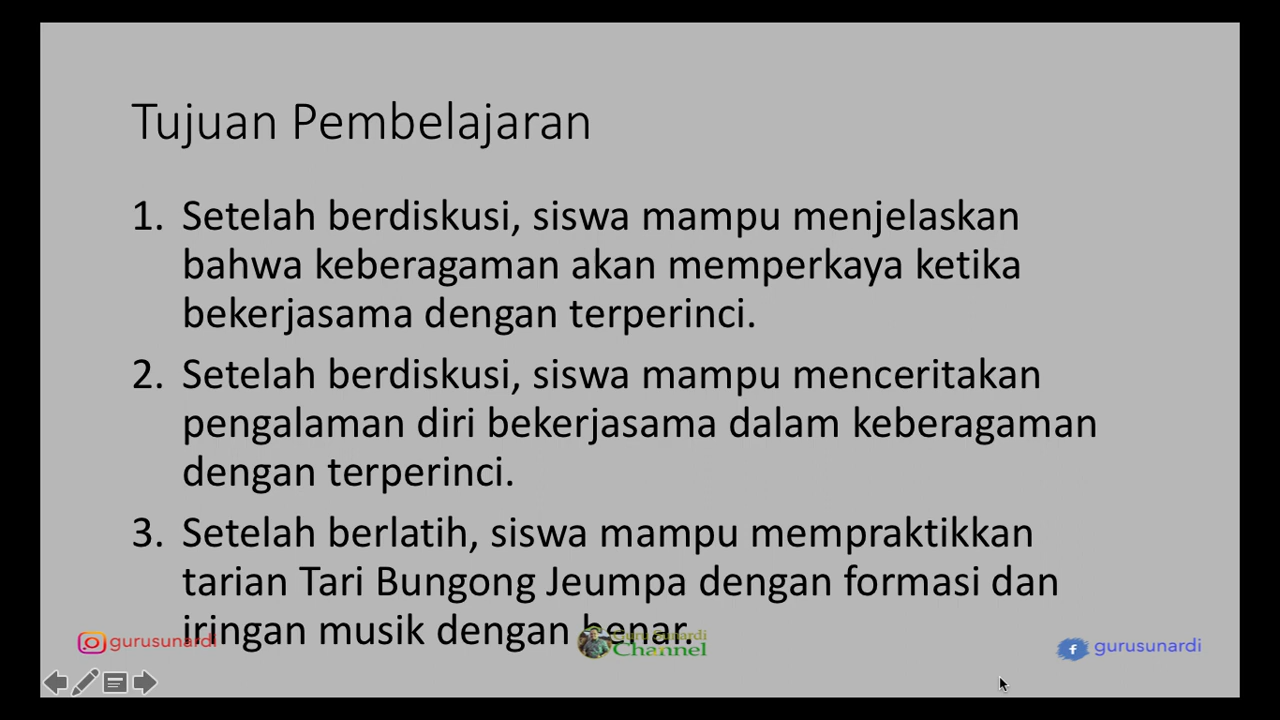 Tujuan Pembelajaran
1. Setelah berdiskusi, siswa mampu menjelaskan
bahwa keberagaman akan memperkaya ketika
bekerjasama dengan terperinci.
2. Setelah berdiskusi, siswa mampu menceritakan
pengalaman diri bekerjasama dalam keberagaman
dengan terperinci.
3. Setelah berlatih, siswa mampu mempraktikkan
tarian Tari Bungong Jeumpa dengan formasi dan
iringan musik dengan benar.
gurusunardi
Guru Sunardi
Channel
gurusunardi